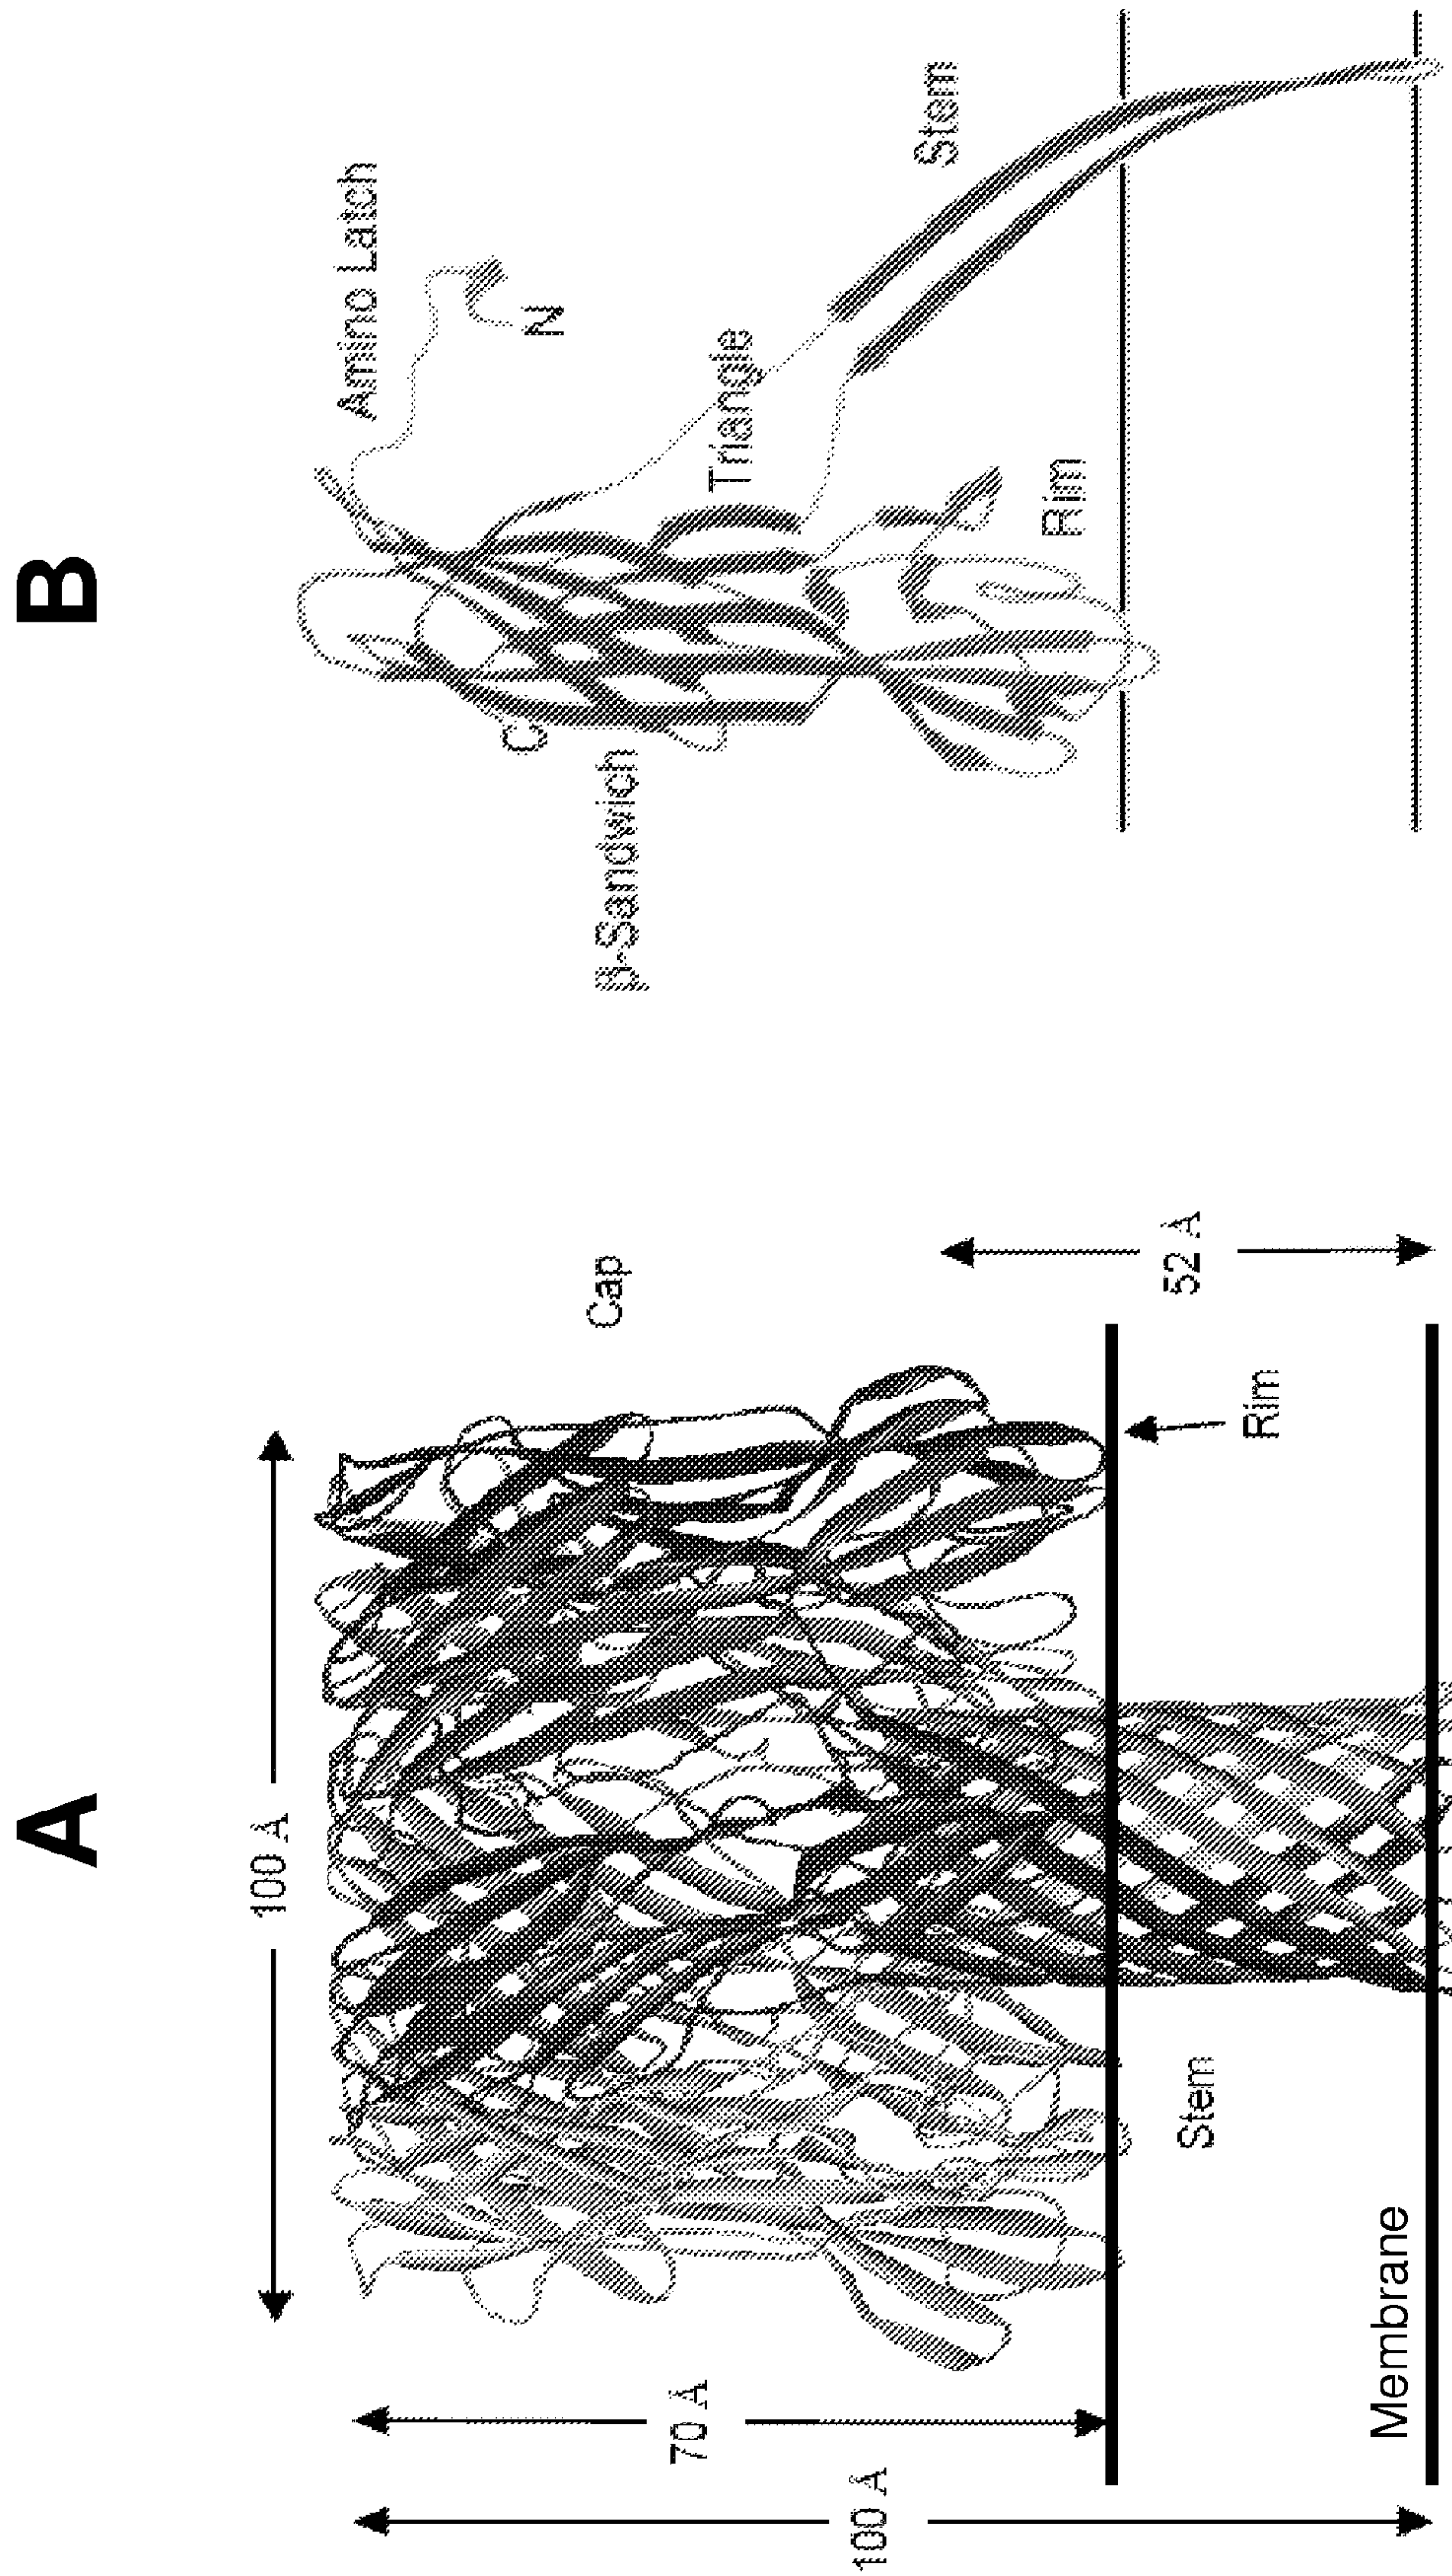 A
100 Å
Cap
70 Å
100 Å
52 Å
Rim
Stem
Membrane
B
Amino Latch
N
C
β-Sandwich
Triangle
Stem
Rim